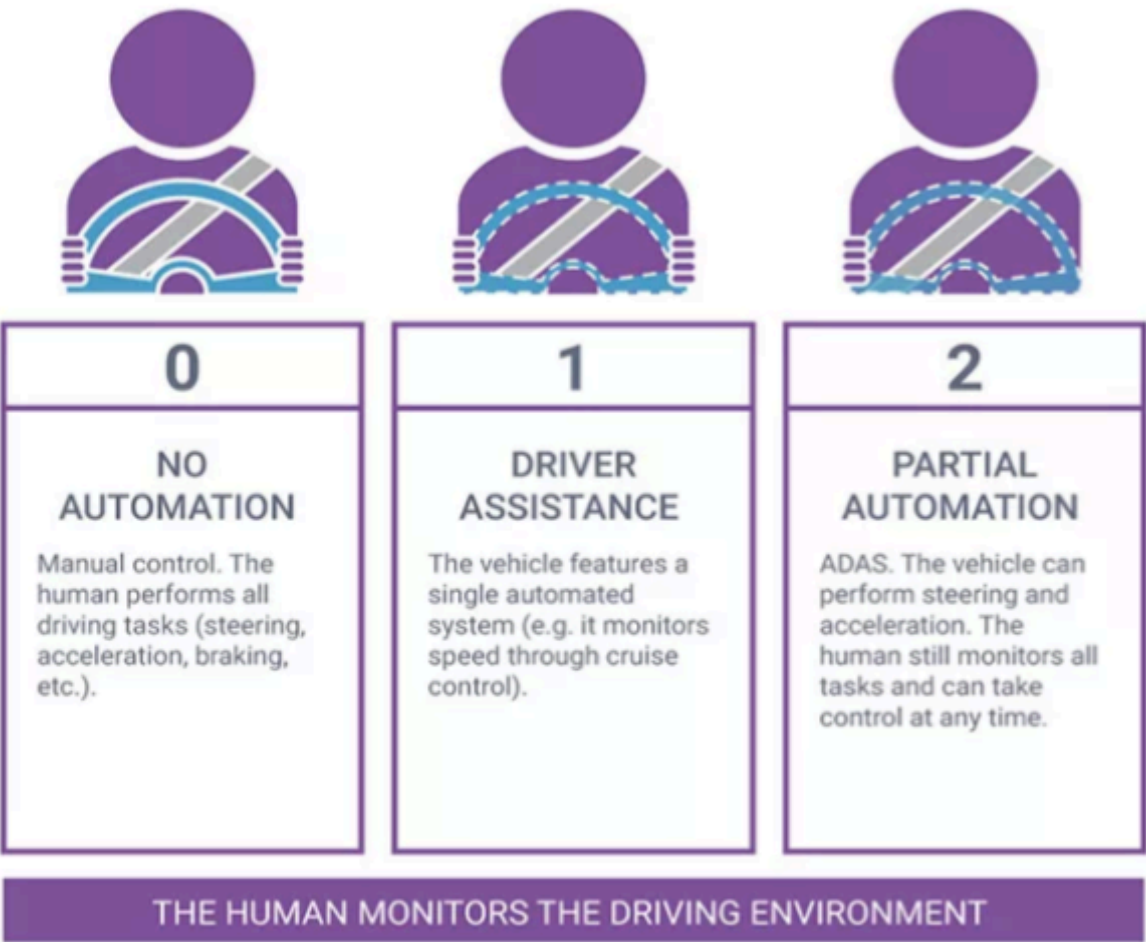 0
NO
AUTOMATION
Manual control. The
human performs all
driving tasks (steering,
acceleration, braking,
etc.).
1
DRIVER
ASSISTANCE
The vehicle features a
single automated
system (e.g. it monitors
speed through cruise
control).
2
PARTIAL
AUTOMATION
ADAS. The vehicle can
perform steering and
acceleration. The
human still monitors all
tasks and can take
control at any time.
THE HUMAN MONITORS THE DRIVING ENVIRONMENT